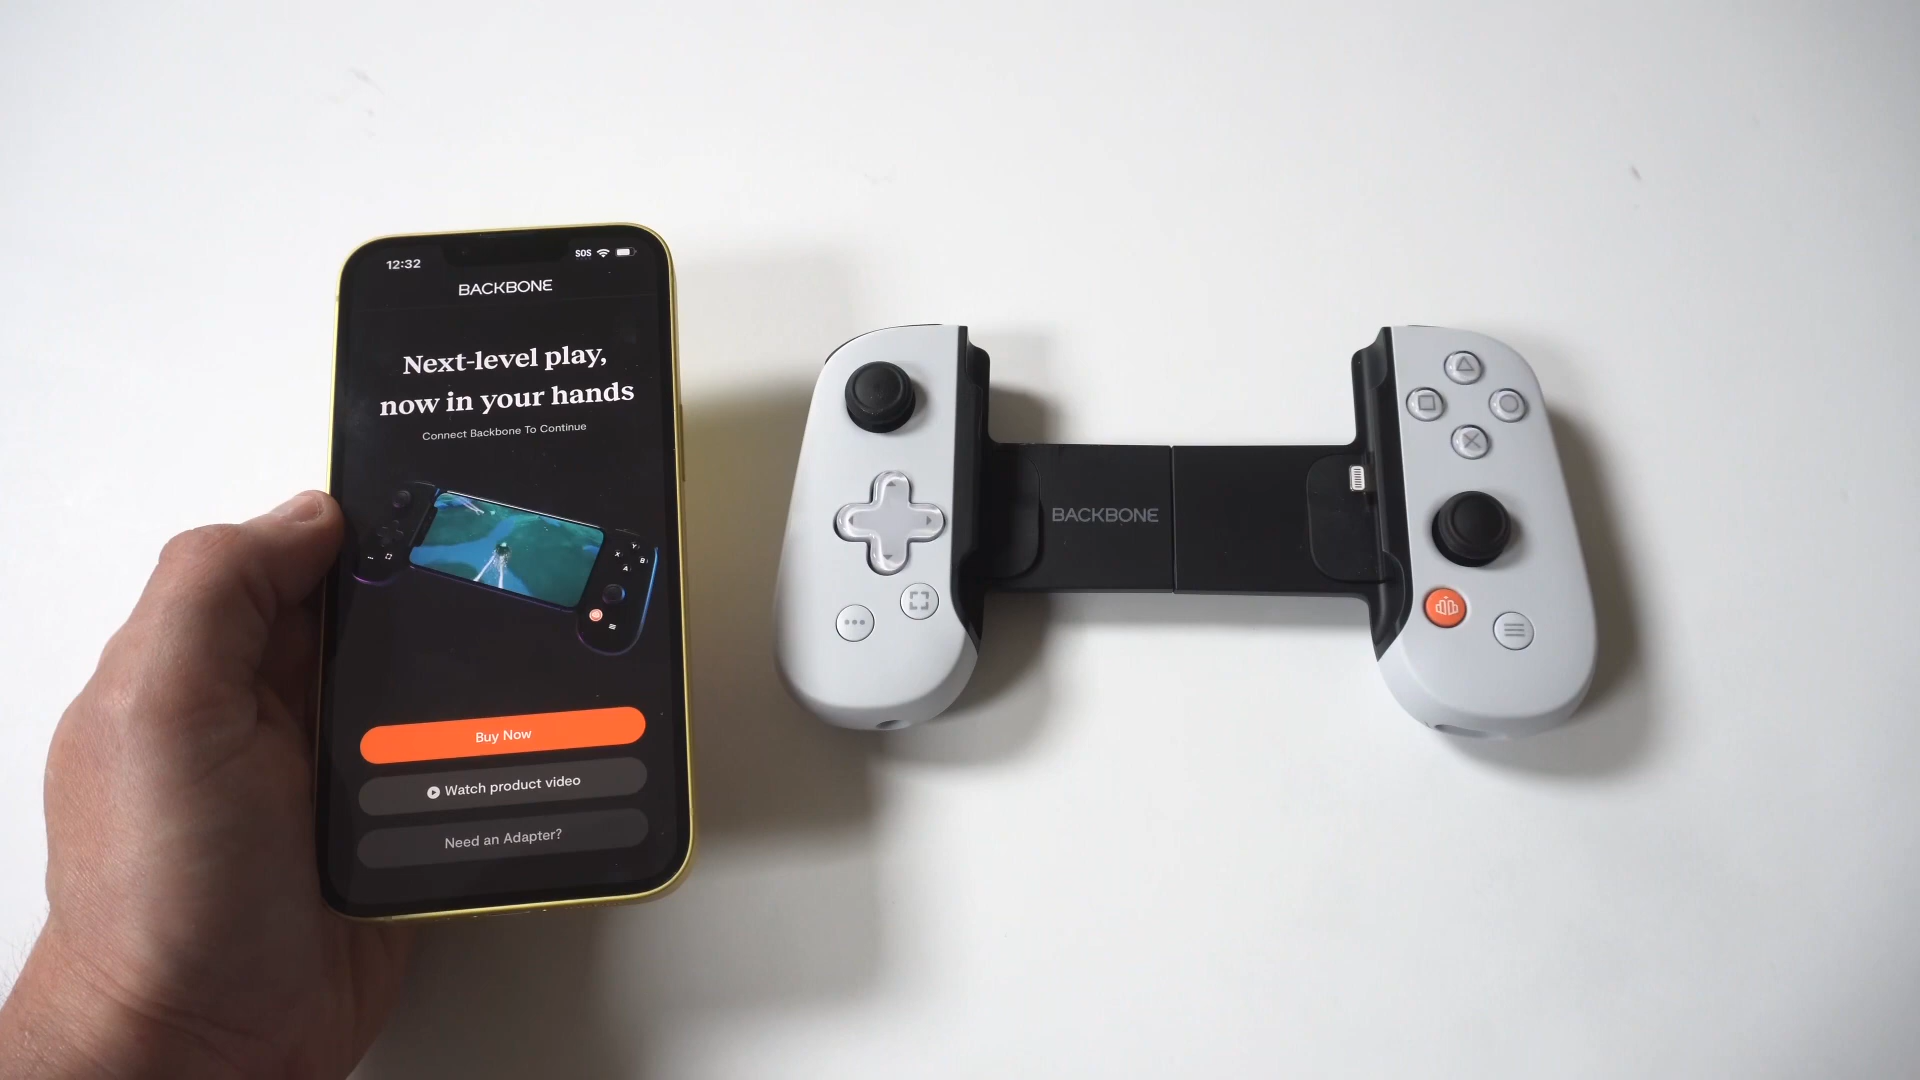 12:32
SOS
BACKBONE
Next-level play,
now in your hands
Connect Backbone To Continue
Y
X
B
A
Buy Now
Watch product video
Need an Adapter?
BACKBONE